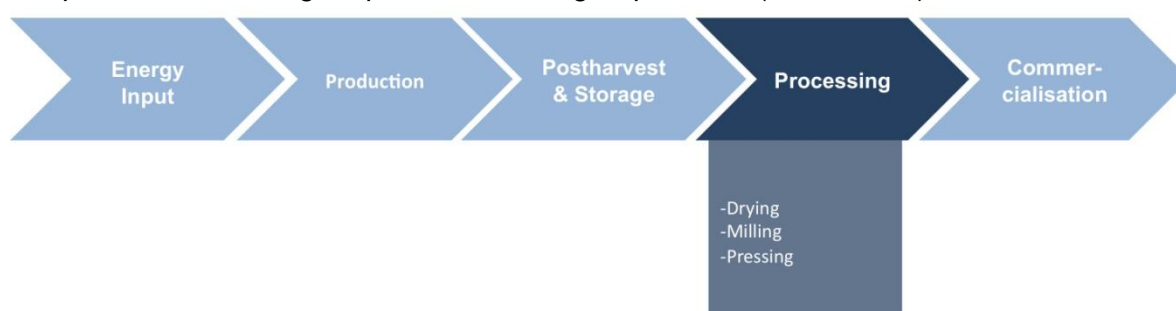 Energy
Input
Production
Postharvest
& Storage
Processing
Commer-
cialisation
-Drying
-Milling
-Pressing